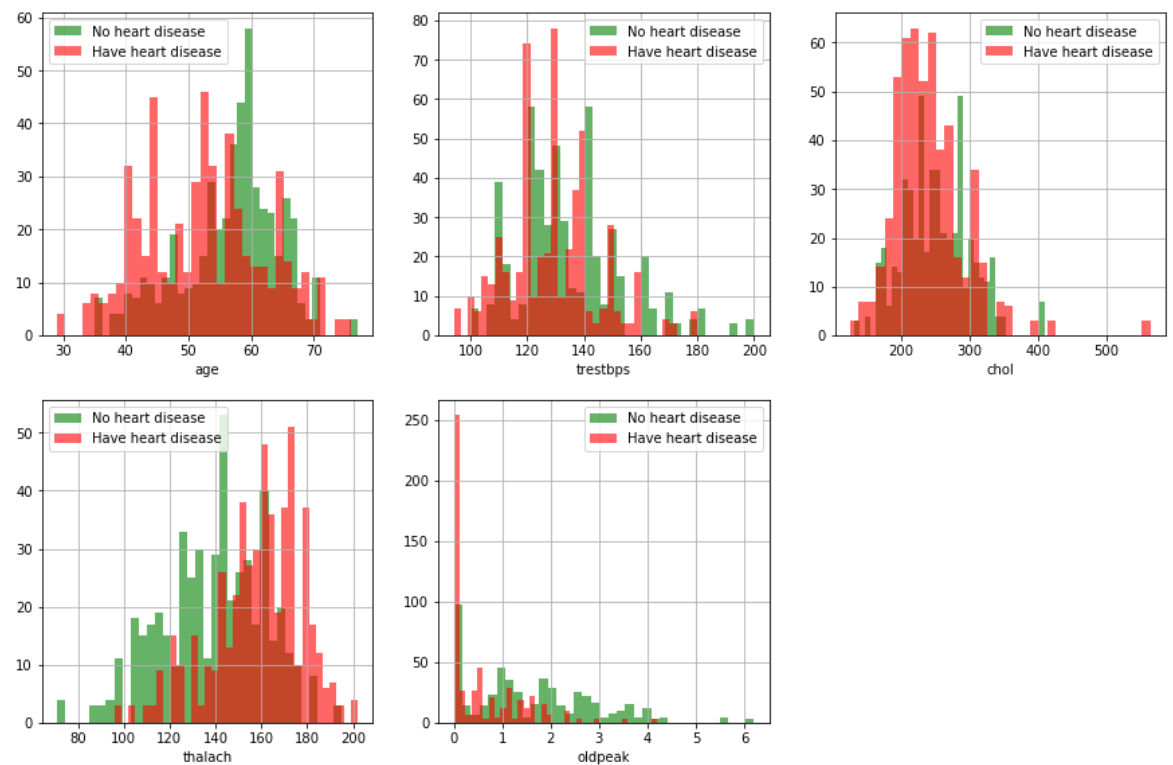 No heart disease
Have heart disease
60
50
40
30
20
10
0
30 40 50 60 70
age
No heart disease
Have heart disease
80
70
60
50
40
30
20
10
0
100 120 140 160 180 200
trestbps
No heart disease
Have heart disease
60
50
40
30
20
10
0
200 300 400 500
chol
No heart disease
Have heart disease
50
40
30
20
10
0
80 100 120 140 160 180 200
thalach
No heart disease
Have heart disease
250
200
150
100
50
0
0 1 2 3 4 5 6
oldpeak